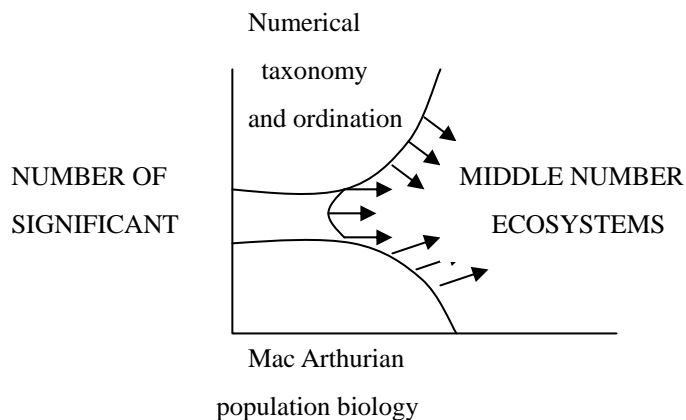 Numerical
taxonomy
and ordination
NUMBER OF
SIGNIFICANT
MIDDLE NUMBER
ECOSYSTEMS
Mac Arthurian
population biology